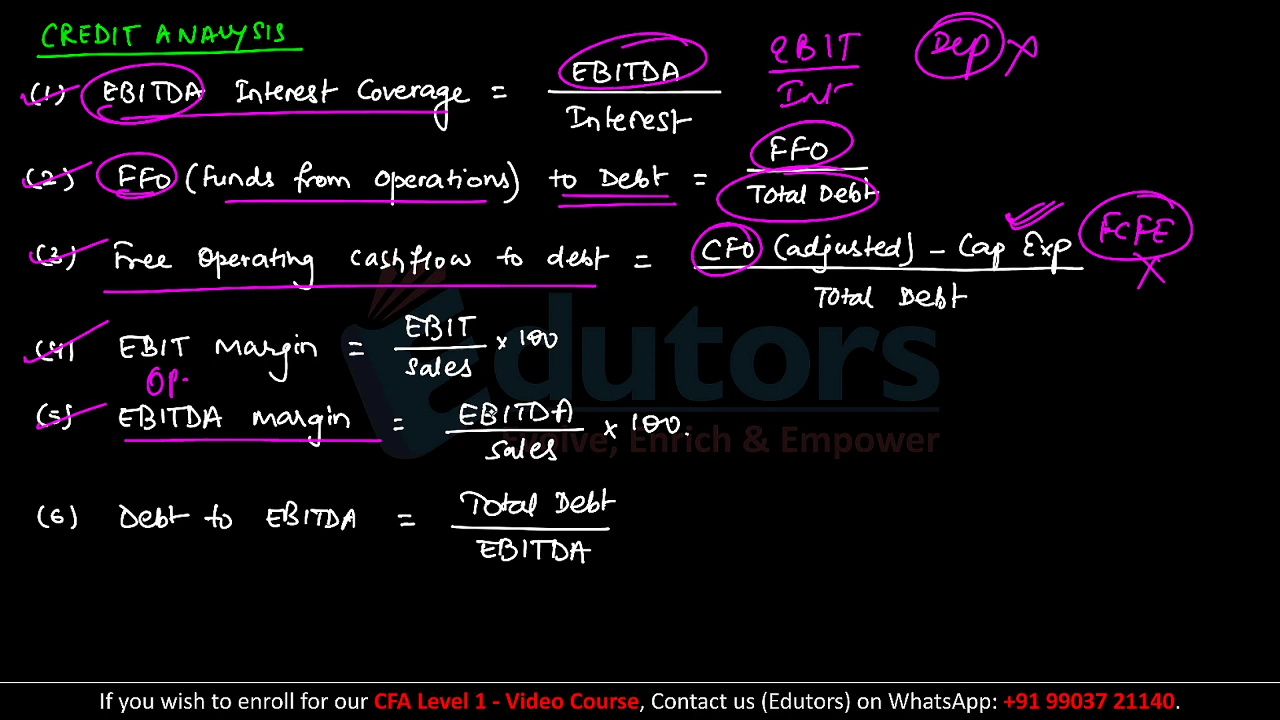 CREDIT ANALYSIS
(1) EBITDA Interest Coverage = EBITDA / Interest
EBIT / Int
Dep X
(2) FFO (Funds from operations) to Debt = FFO / Total Debt
(3) Free operating cashflow to debt = CFO (adjusted) - Cap Exp / Total Debt
FCFE X
(4) EBIT margin = EBIT / Sales × 100
OP.
(5) EBITDA margin = EBITDA / Sales × 100.
(6) Debt to EBITDA = Total Debt / EBITDA
Edutors
Evolve, Enrich & Empower
If you wish to enroll for our CFA Level 1 - Video Course, Contact us (Edutors) on WhatsApp: +91 99037 21140.